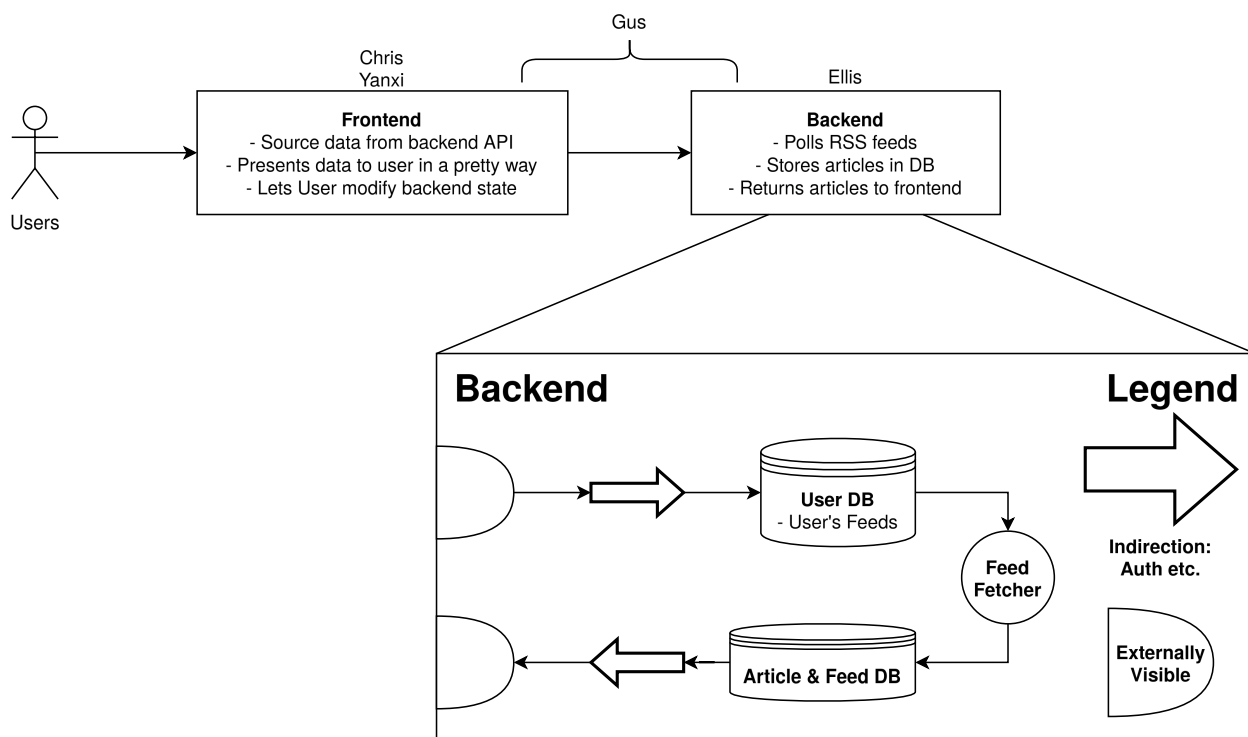 Gus
Chris
Yanxi
Ellis
Frontend
- Source data from backend API
- Presents data to user in a pretty way
- Lets User modify backend state
Backend
- Polls RSS feeds
- Stores articles in DB
- Returns articles to frontend
Users
Backend
Legend
User DB
- User's Feeds
Feed
Fetcher
Indirection:
Auth etc.
Article & Feed DB
Externally
Visible